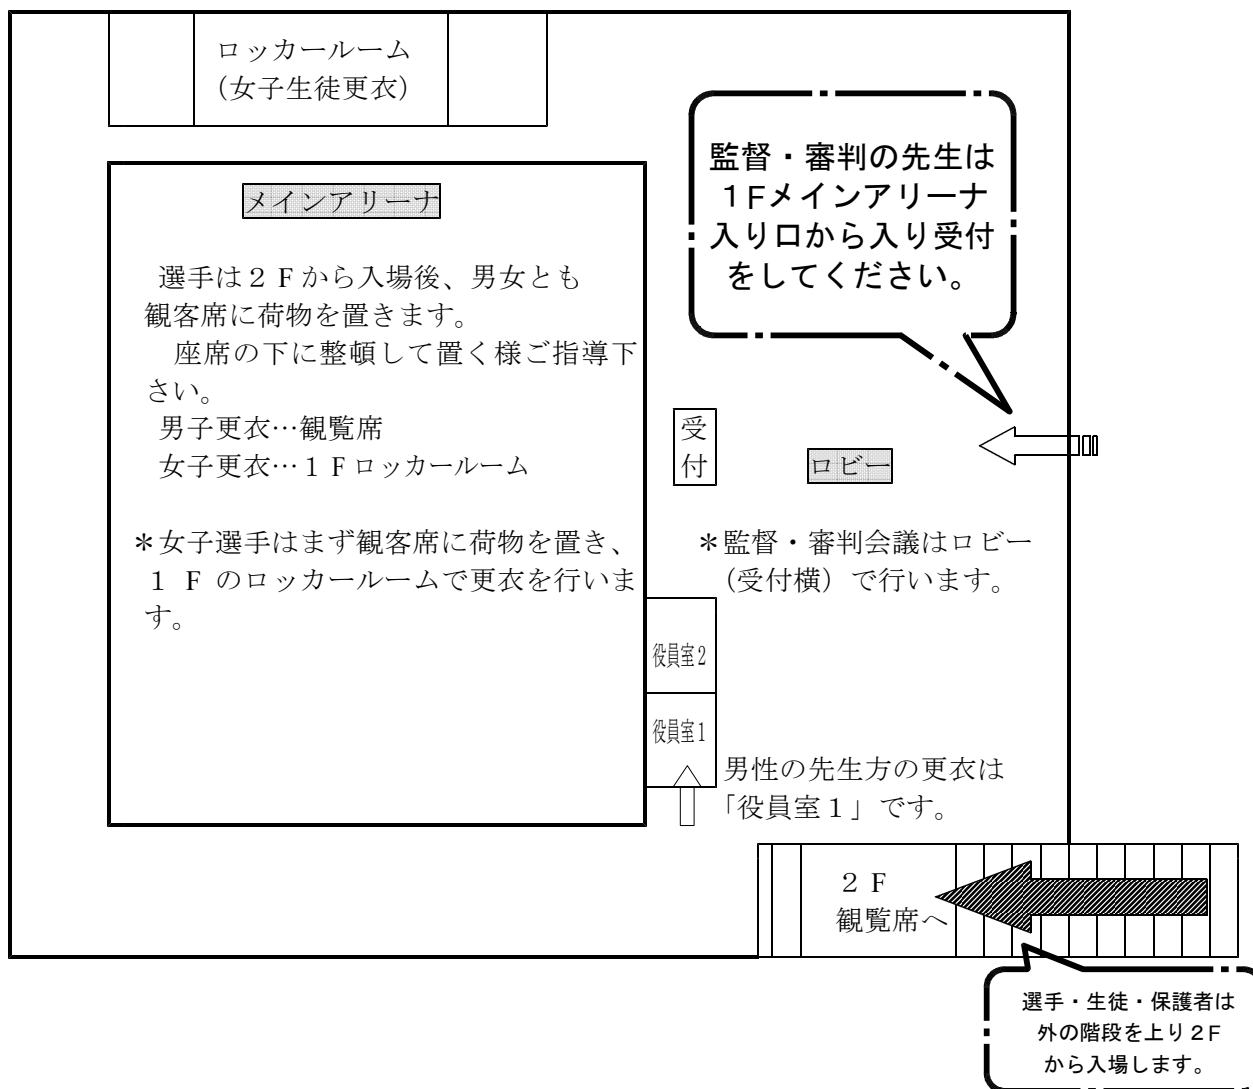 ロッカールーム
(女子生徒更衣)
監督・審判の先生は
１Fメインアリーナ
入り口から入り受付
をしてください。
メインアリーナ
選手は２Ｆから入場後、男女とも
観客席に荷物を置きます。
座席の下に整頓して置く様ご指導下
さい。
男子更衣…観覧席
女子更衣…１Ｆロッカールーム
＊女子選手はまず観客席に荷物を置き、
１Ｆのロッカールームで更衣を行いま
す。
受
付
ロビー
＊監督・審判会議はロビー
(受付横）で行います。
役員室2
役員室1
男性の先生方の更衣は
「役員室１」です。
２Ｆ
観覧席へ
選手・生徒・保護者は
外の階段を上り２F
から入場します。